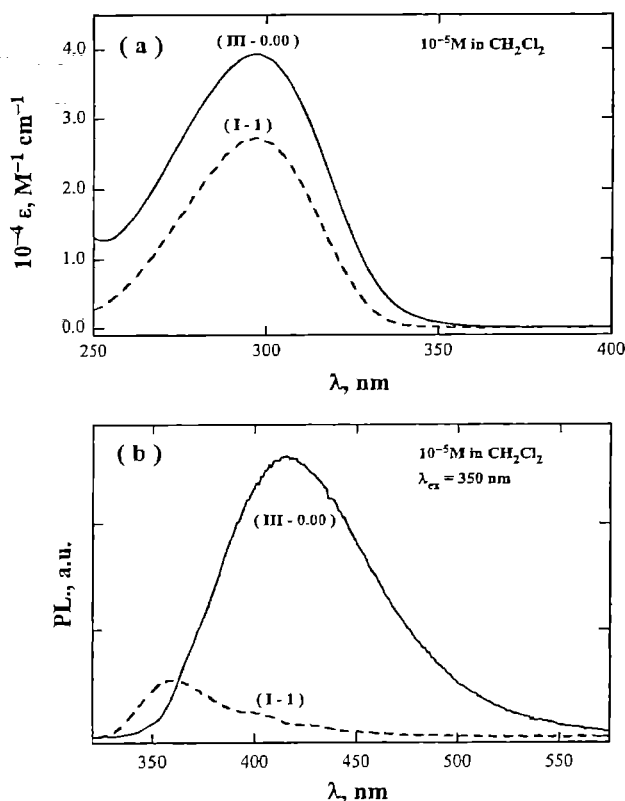 ( a )
( III - 0.00 )
10⁻⁵M in CH₂Cl₂
( I - 1 )
10⁻⁴ ε, M⁻¹ cm⁻¹
4.0
3.0
2.0
1.0
0.0
250
300
350
400
λ, nm
( b )
10⁻⁵M in CH₂Cl₂
λₑₓ = 350 nm
( III - 0.00 )
( I - 1 )
PL., a.u.
350
400
450
500
550
λ, nm